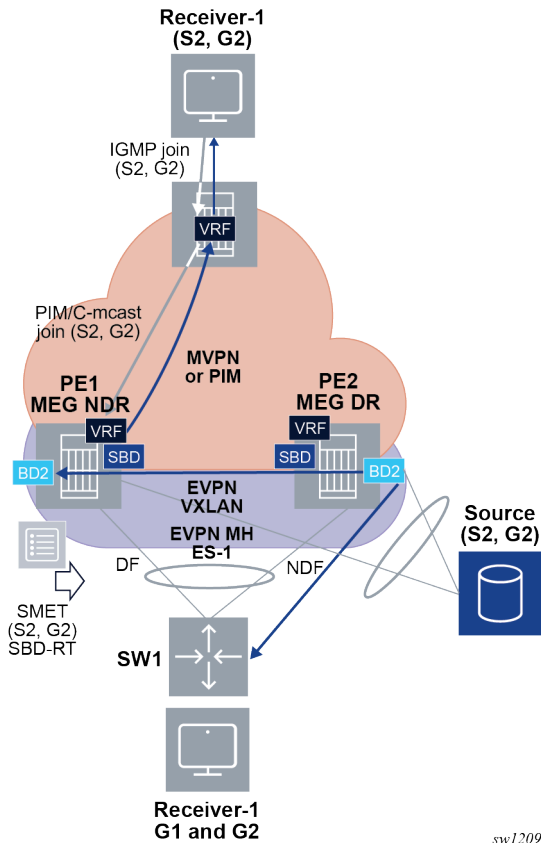 Receiver-1
(S2, G2)
IGMP join
(S2, G2)
VRF
PIM/C-mcast
join (S2, G2)
MVPN
or PIM
PE1
MEG NDR
PE2
MEG DR
VRF
VRF
SBD
SBD
BD2
BD2
EVPN
VXLAN
EVPN MH
ES-1
Source
(S2, G2)
DF
NDF
SMET
(S2, G2)
SBD-RT
SW1
Receiver-1
G1 and G2
sw1209